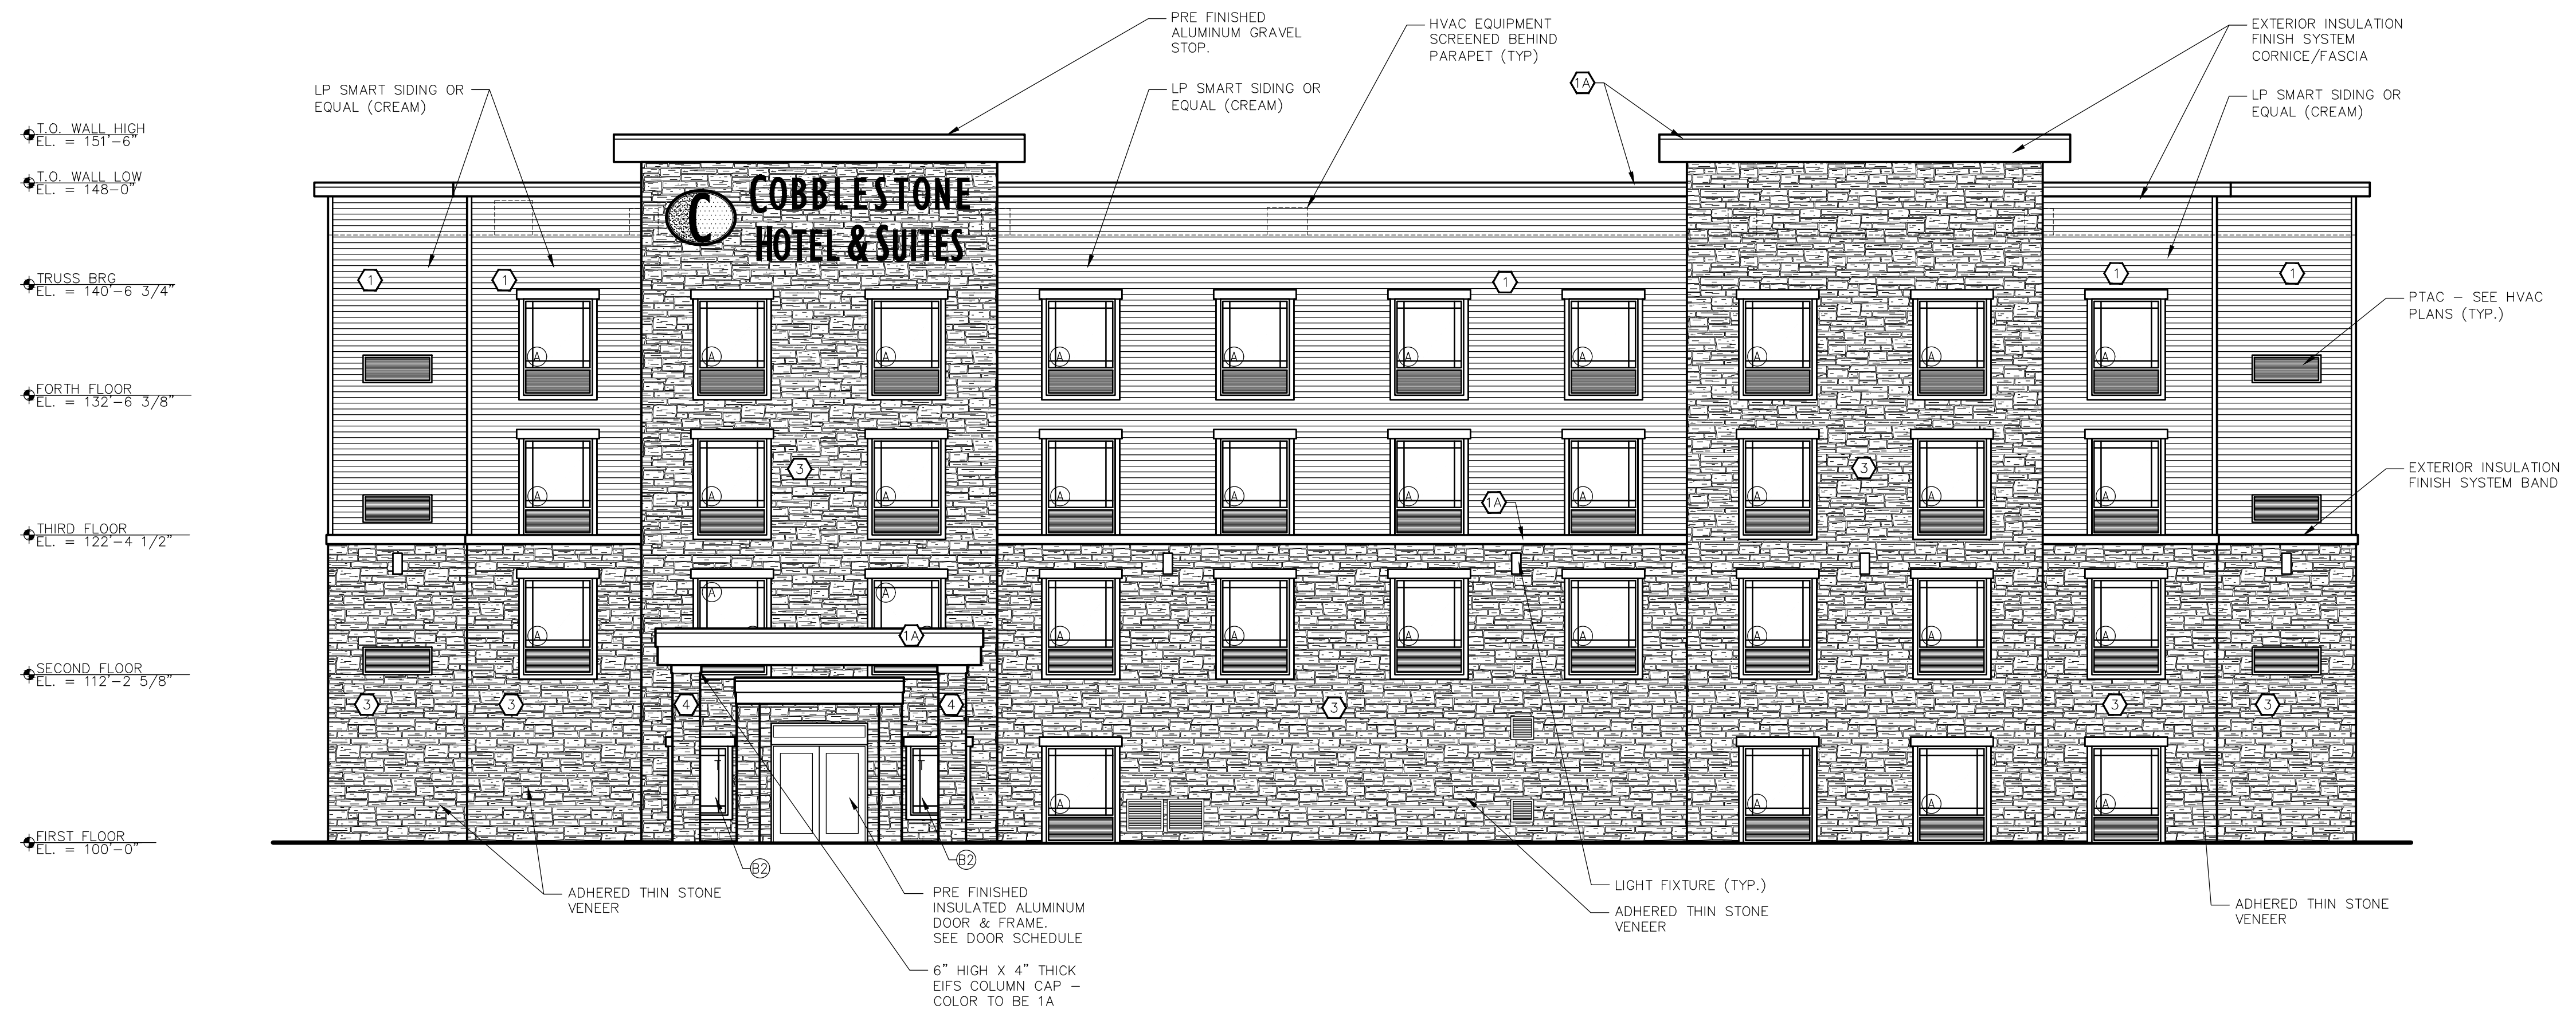 PRE FINISHED
ALUMINUM GRAVEL
STOP.
HVAC EQUIPMENT
SCREENED BEHIND
PARAPET (TYP)
EXTERIOR INSULATION
FINISH SYSTEM
CORNICE/FASCIA
LP SMART SIDING OR
EQUAL (CREAM)
LP SMART SIDING OR
EQUAL (CREAM)
1A
LP SMART SIDING OR
EQUAL (CREAM)
T.O. WALL HIGH
EL. = 151'-6"
T.O. WALL LOW
EL. = 148-0"
C
COBBLESTONE
HOTEL & SUITES
TRUSS BRG
EL. = 140'-6 3/4"
1
1
1
1
1
PTAC - SEE HVAC
PLANS (TYP.)
A
A
A
A
A
A
A
A
A
A
FORTH FLOOR
EL. = 132'-6 3/8"
3
3
EXTERIOR INSULATION
FINISH SYSTEM BAND
A
A
A
A
A
A
A
A
A
A
1A
THIRD FLOOR
EL. = 122'-4 1/2"
A
A
1A
A
A
A
A
A
A
A
A
SECOND FLOOR
EL. = 112'-2 5/8"
3
3
4
4
3
3
3
T
T
A
A
A
A
FIRST FLOOR
EL. = 100'-0"
B2
B2
ADHERED THIN STONE
VENEER
PRE FINISHED
INSULATED ALUMINUM
DOOR & FRAME.
SEE DOOR SCHEDULE
LIGHT FIXTURE (TYP.)
ADHERED THIN STONE
VENEER
ADHERED THIN STONE
VENEER
6" HIGH X 4" THICK
EIFS COLUMN CAP -
COLOR TO BE 1A